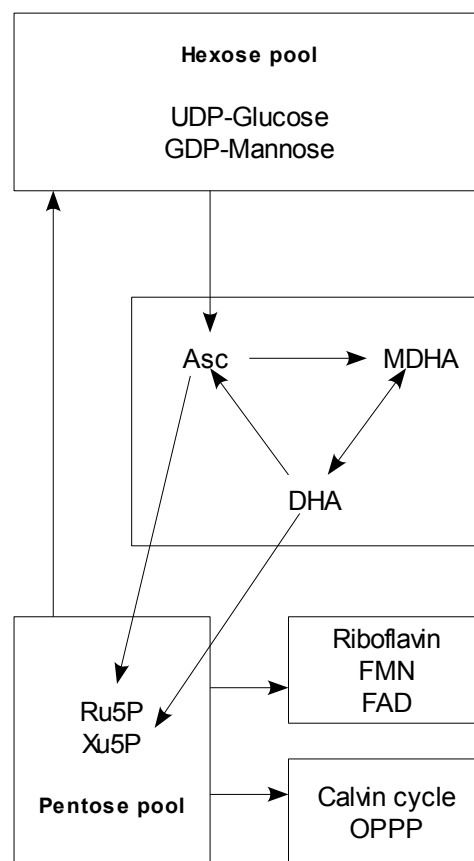 Hexose pool
UDP-Glucose
GDP-Mannose
Asc
MDHA
DHA
Ru5P
Xu5P
Pentose pool
Riboflavin
FMN
FAD
Calvin cycle
OPPP